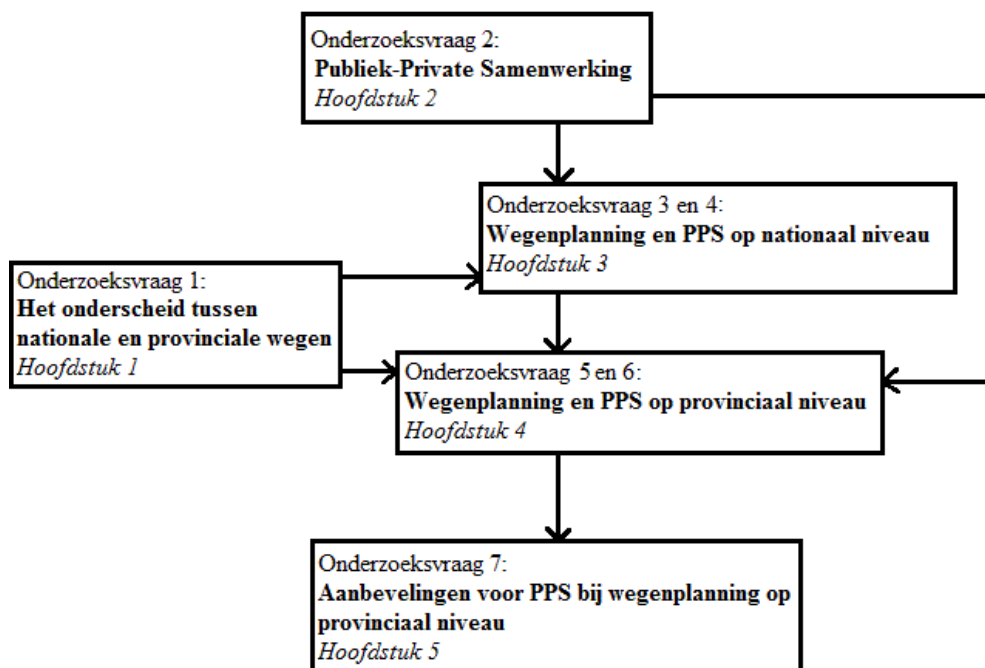 Onderzoeksvraag 2:
Publiek-Private Samenwerking
Hoofdstuk 2
Onderzoeksvraag 3 en 4:
Wegenplanning en PPS op nationaal niveau
Hoofdstuk 3
Onderzoeksvraag 1:
Het onderscheid tussen
nationale en provinciale wegen
Hoofdstuk 1
Onderzoeksvraag 5 en 6:
Wegenplanning en PPS op provinciaal niveau
Hoofdstuk 4
Onderzoeksvraag 7:
Aanbevelingen voor PPS bij wegenplanning op
provinciaal niveau
Hoofdstuk 5